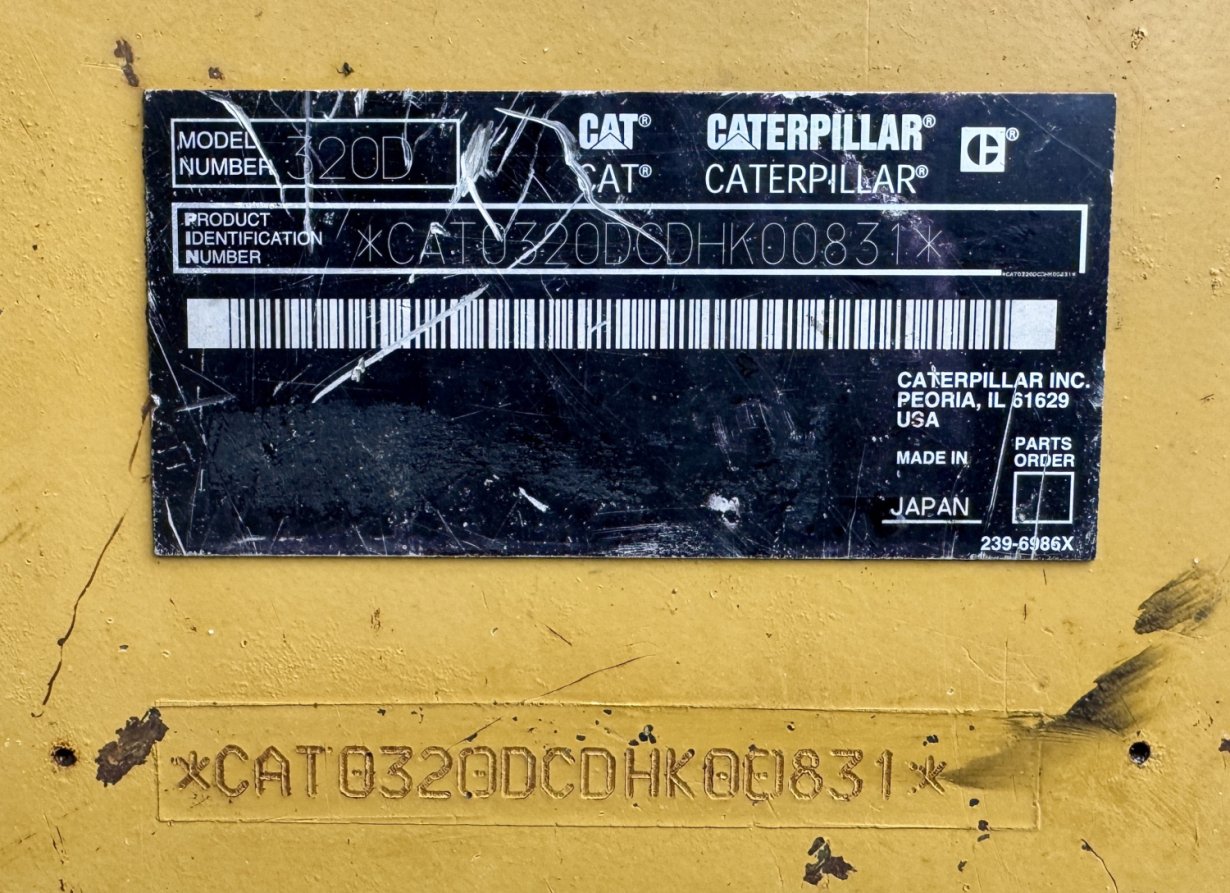 MODEL
NUMBER 320D
CAT® CATERPILLAR® ®
CAT® CATERPILLAR®
PRODUCT
IDENTIFICATION
NUMBER
*CAT0320DCDHK00831*
*CAT0320DCDHK00831*
CATERPILLAR INC.
PEORIA, IL 61629
USA
MADE IN
JAPAN
PARTS
ORDER
239-6986X
*CAT0320DCDHK00831*